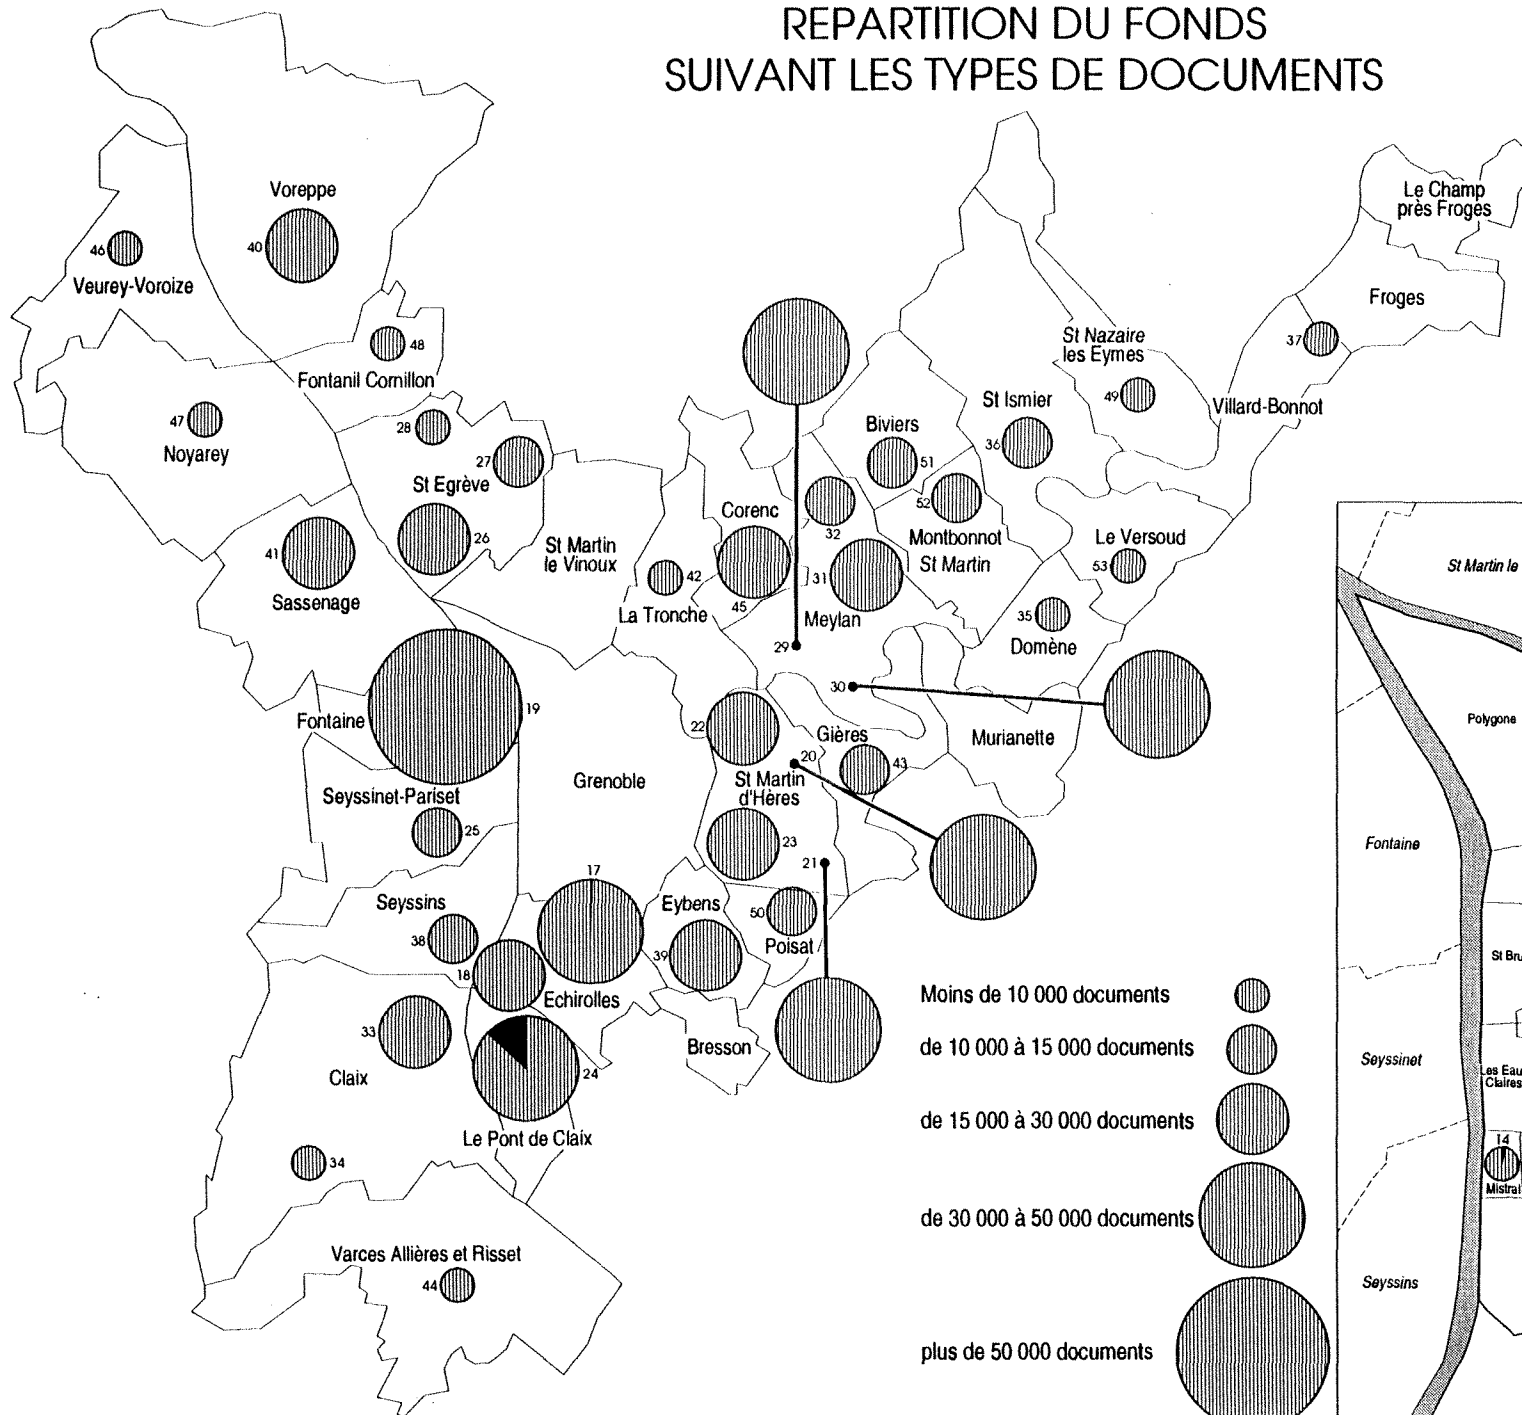 REPARTITION DU FONDS
SUIVANT LES TYPES DE DOCUMENTS
Voreppe
40
46
Veurey-Voroize
48
Fontanil Cornillon
47
Noyarey
28
27
St Egrève
26
41
Sassenage
St Martin
le Vinoux
42
La Tronche
Corenc
45
32
31
Meylan
29
30
Biviers
51
52
Montbonnot
St Martin
St Ismier
36
St Nazaire
les Eymes
49
Le Champ
près Froges
Froges
37
Villard-Bonnot
Le Versoud
53
35
Domène
Murianette
Fontaine
19
Grenoble
22
20
Gières
43
St Martin
d'Hères
23
21
Seyssinet-Pariset
25
Seyssins
38
18
17
Echirolles
Eybens
39
50
Poisat
Bresson
33
Claix
24
Le Pont de Claix
34
Varces Allières et Risset
44
Moins de 10 000 documents
de 10 000 à 15 000 documents
de 15 000 à 30 000 documents
de 30 000 à 50 000 documents
plus de 50 000 documents
St Martin le
Polygone
Fontaine
St Bru
Seyssinet
Les Eau
Claires
14
Mistral
Seyssins